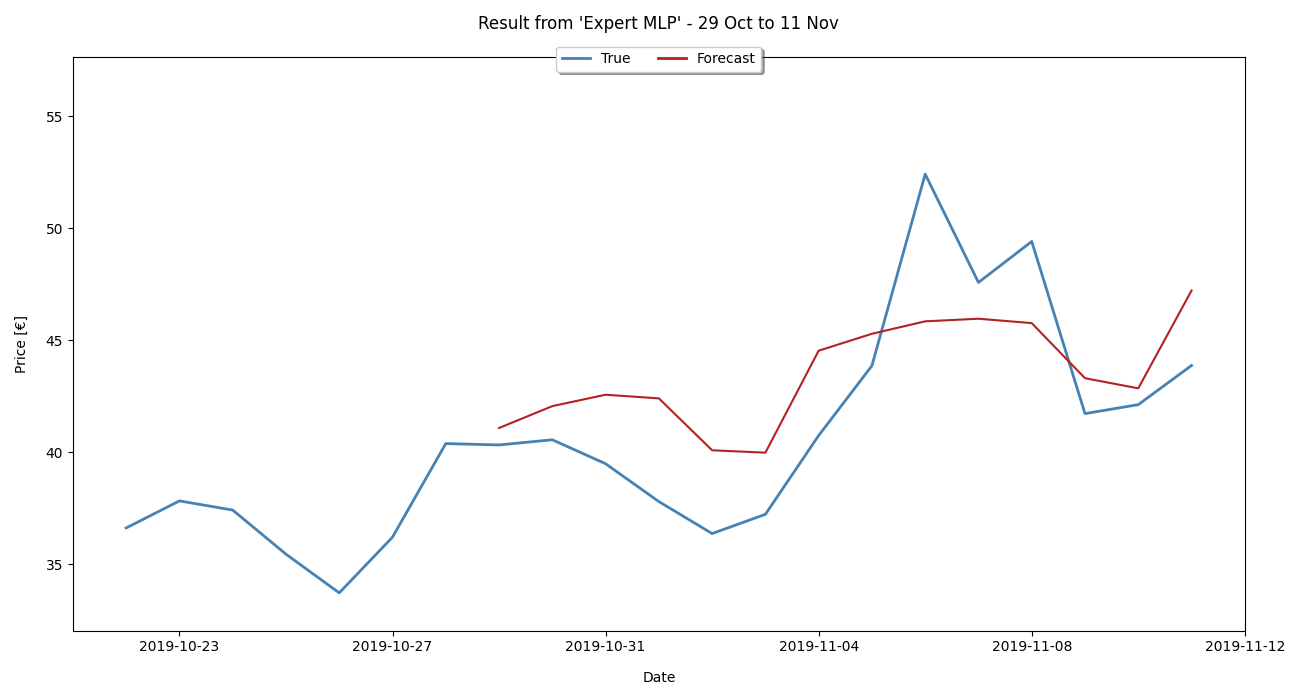 Result from 'Expert MLP' - 29 Oct to 11 Nov
True Forecast
Price [€]
55
50
45
40
35
2019-10-23 2019-10-27 2019-10-31 2019-11-04 2019-11-08 2019-11-12
Date